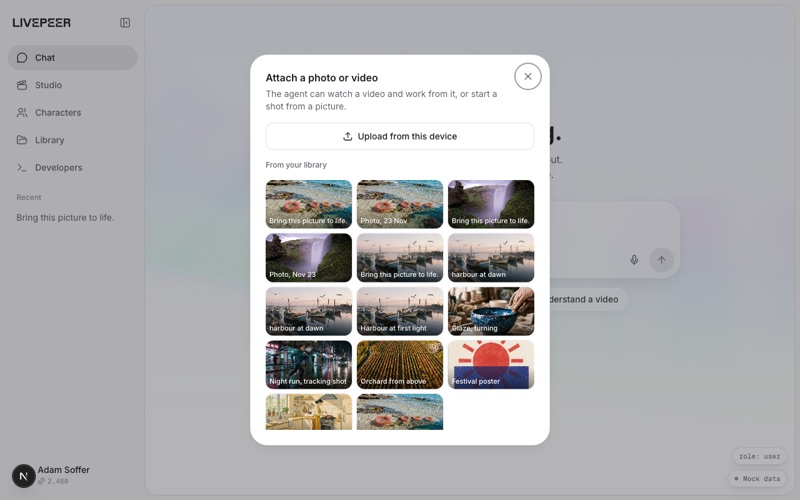 LIVEPEER
Chat
Studio
Characters
Library
Developers
Recent
Bring this picture to life.
Adam Soffer
2,480
N
Attach a photo or video
The agent can watch a video and work from it, or start a
shot from a picture.
Upload from this device
From your library
Bring this picture to life.
Photo, 23 Nov
Bring this picture to life.
Photo, Nov 23
Bring this picture to life.
harbour at dawn
harbour at dawn
Harbour at first light
Glaze, turning
Night run, tracking shot
Orchard from above
Festival poster
g.
out.
e.
derstand a video
role: user
Mock data